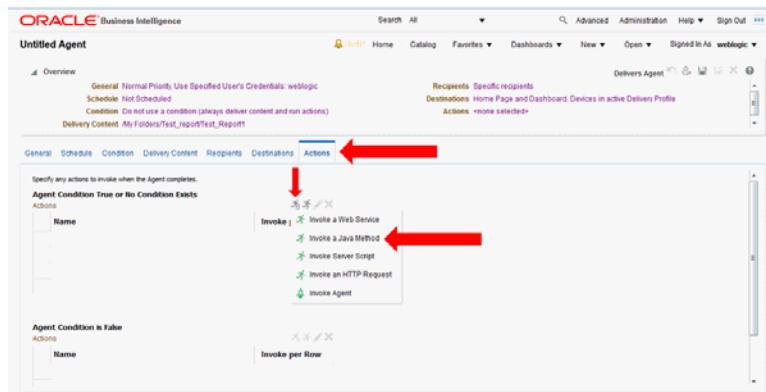 ORACLE Business Intelligence
Search All
Advanced Administration Help Sign Out
Untitled Agent
Home Catalog Favorites Dashboards New Open Signed In As weblogic
Overview
Delivers Agent
General Normal Priority, Use Specified User's Credentials: weblogic
Schedule Not Scheduled
Condition Do not use a condition (always deliver content and run actions)
Delivery Content /My Folders/Test_report/Test_Report1
Recipients Specific recipients
Destinations Home Page and Dashboard, Devices in active Delivery Profile
Actions <none selected>
General Schedule Condition Delivery Content Recipients Destinations Actions
Specify any actions to invoke when the Agent completes.
Agent Condition True or No Condition Exists
Actions
Name Invoke
Invoke a Web Service
Invoke a Java Method
Invoke Server Script
Invoke an HTTP Request
Invoke Agent
Agent Condition is False
Actions
Name Invoke per Row